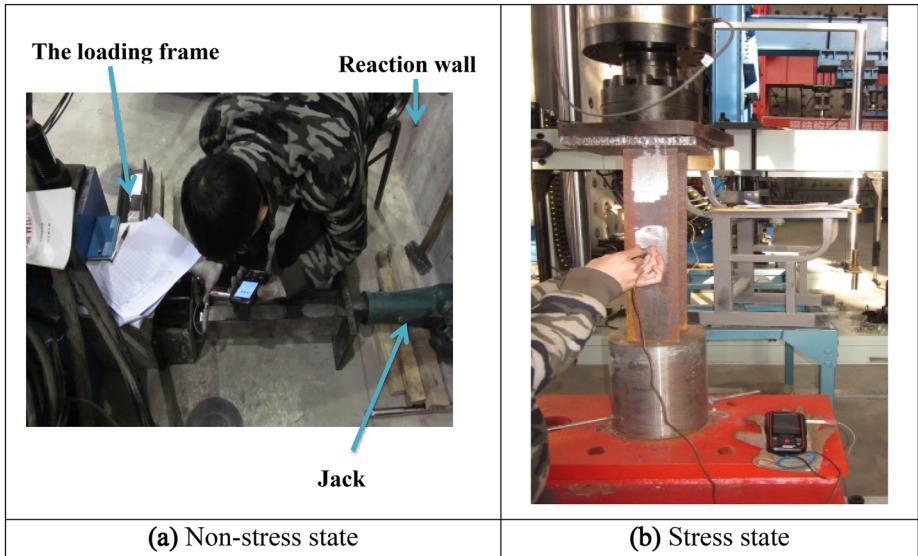 The loading frame
Reaction wall
Jack
(a) Non-stress state
(b) Stress state